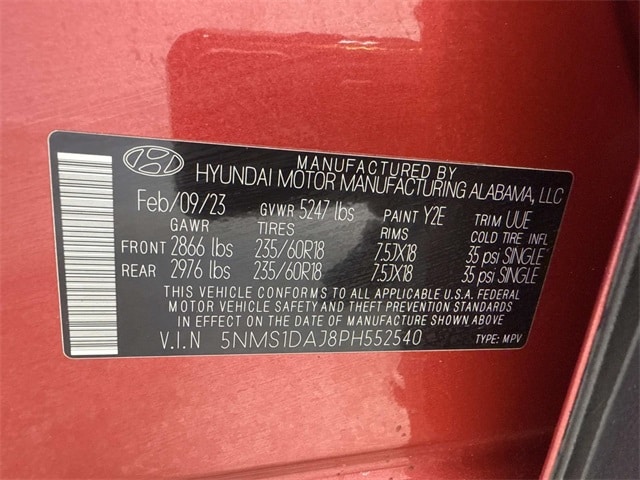 MANUFACTURED BY
HYUNDAI MOTOR MANUFACTURING ALABAMA, LLC
Feb/09/23 GVWR 5247 lbs PAINT Y2E TRIM UUE
GAWR TIRES RIMS COLD TIRE INFL
FRONT 2866 lbs 235/60R18 7.5JX18 35 psi SINGLE
REAR 2976 lbs 235/60R18 7.5JX18 35 psi SINGLE
THIS VEHICLE CONFORMS TO ALL APPLICABLE U.S.A. FEDERAL
MOTOR VEHICLE SAFETY AND THEFT PREVENTION STANDARDS
IN EFFECT ON THE DATE OF MANUFACTURE SHOWN ABOVE.
V.I.N 5NMS1DAJ8PH552540 TYPE: MPV